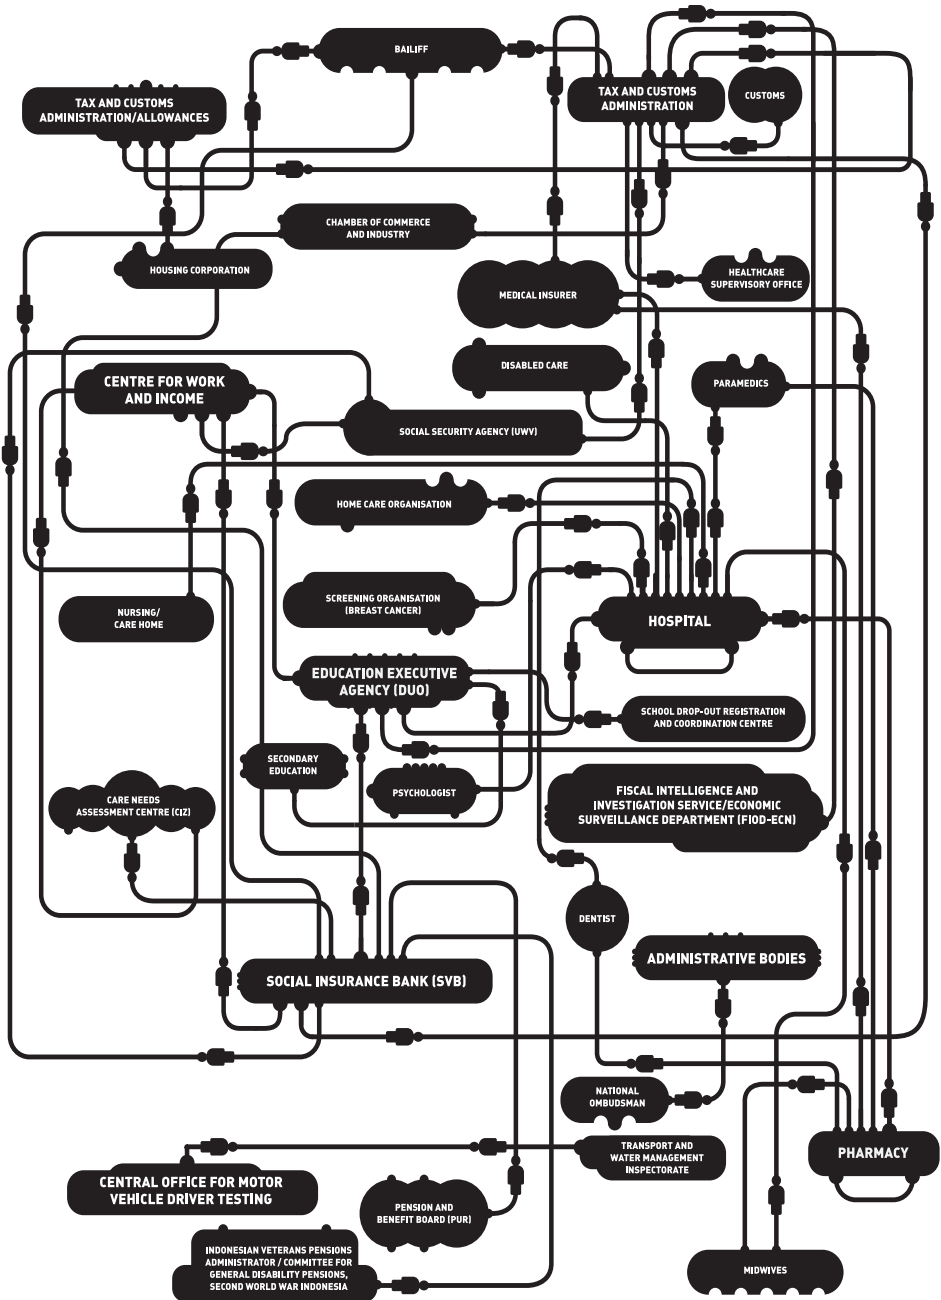 BAILIFF
TAX AND CUSTOMS
ADMINISTRATION/ALLOWANCES
TAX AND CUSTOMS
ADMINISTRATION
CUSTOMS
CHAMBER OF COMMERCE
AND INDUSTRY
HOUSING CORPORATION
MEDICAL INSURER
HEALTHCARE
SUPERVISORY OFFICE
DISABLED CARE
CENTRE FOR WORK
AND INCOME
PARAMEDICS
SOCIAL SECURITY AGENCY (UWV)
HOME CARE ORGANISATION
SCREENING ORGANISATION
(BREAST CANCER)
NURSING/
CARE HOME
HOSPITAL
EDUCATION EXECUTIVE
AGENCY (DUO)
SCHOOL DROP-OUT REGISTRATION
AND COORDINATION CENTRE
SECONDARY
EDUCATION
PSYCHOLOGIST
FISCAL INTELLIGENCE AND
INVESTIGATION SERVICE/ECONOMIC
SURVEILLANCE DEPARTMENT (FIOD-ECN)
CARE NEEDS
ASSESSMENT CENTRE (CIZ)
DENTIST
ADMINISTRATIVE BODIES
SOCIAL INSURANCE BANK (SVB)
NATIONAL
OMBUDSMAN
TRANSPORT AND
WATER MANAGEMENT
INSPECTORATE
PHARMACY
CENTRAL OFFICE FOR MOTOR
VEHICLE DRIVER TESTING
PENSION AND
BENEFIT BOARD (PUR)
INDONESIAN VETERANS PENSIONS
ADMINISTRATOR / COMMITTEE FOR
GENERAL DISABILITY PENSIONS,
SECOND WORLD WAR INDONESIA
MIDWIVES